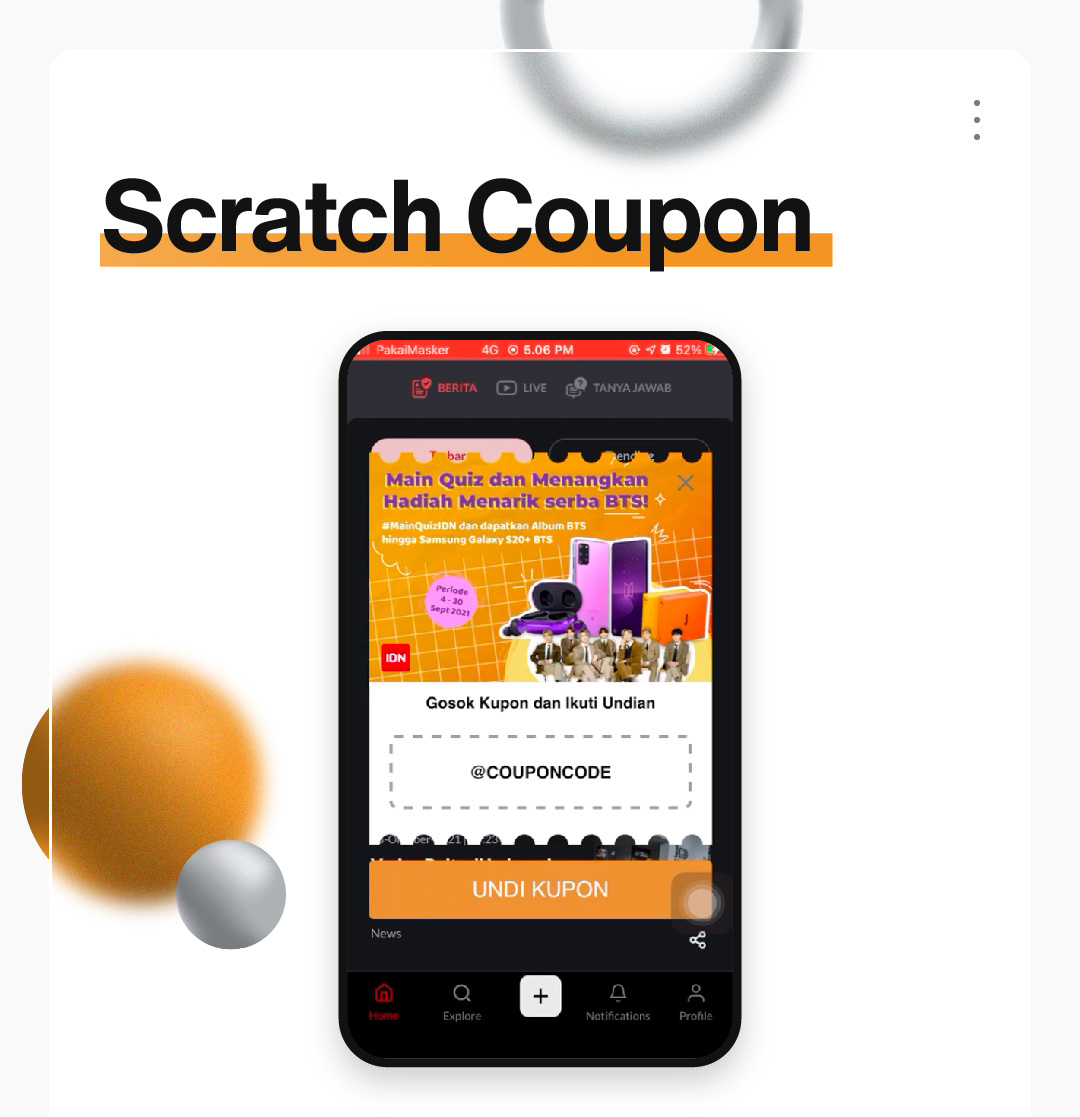 Scratch Coupon
PakaiMasker 4G 5.06 PM 52%
BERITA LIVE TANYA JAWAB
Main Quiz dan Menangkan
Hadiah Menarik serba BTS!
#MainQuizIDN dan dapatkan Album BTS
hingga Samsung Galaxy S20+ BTS
Periode
4 - 30
Sept 2021
IDN
Gosok Kupon dan Ikuti Undian
@COUPONCODE
UNDI KUPON
News
Home Explore Notifications Profile